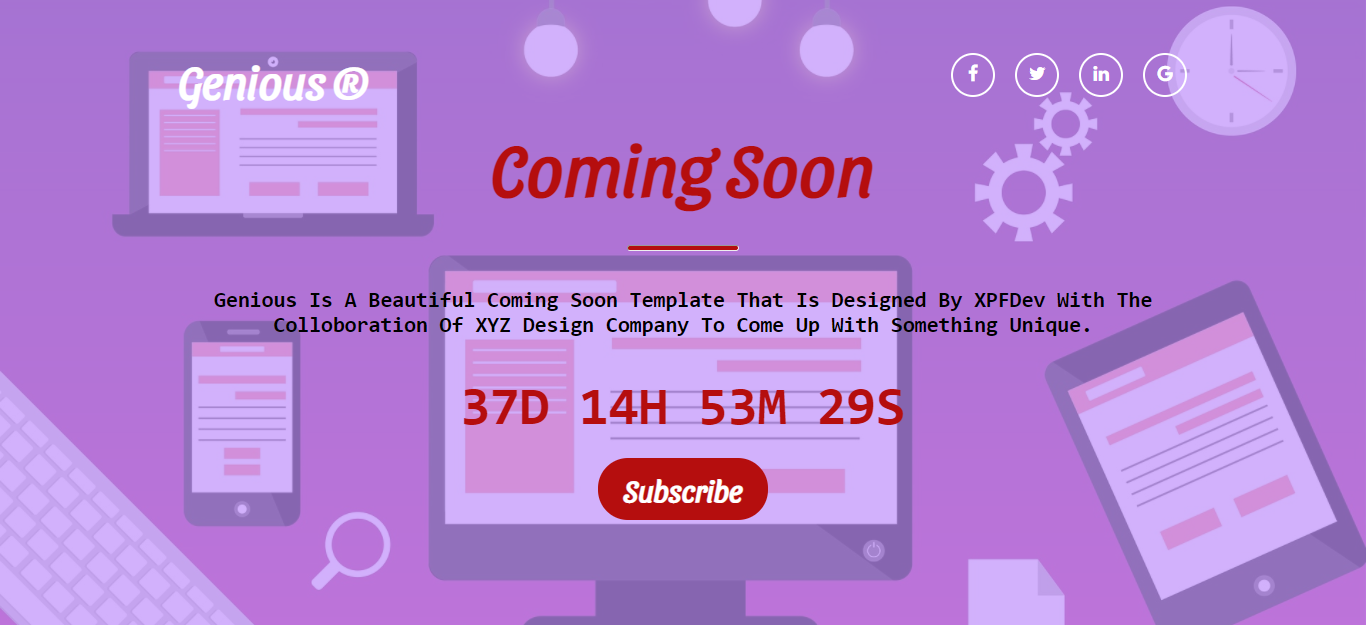 Genious ®
Coming Soon
Genious Is A Beautiful Coming Soon Template That Is Designed By XPFDev With The
Colloboration Of XYZ Design Company To Come Up With Something Unique.
37D 14H 53M 29S
Subscribe